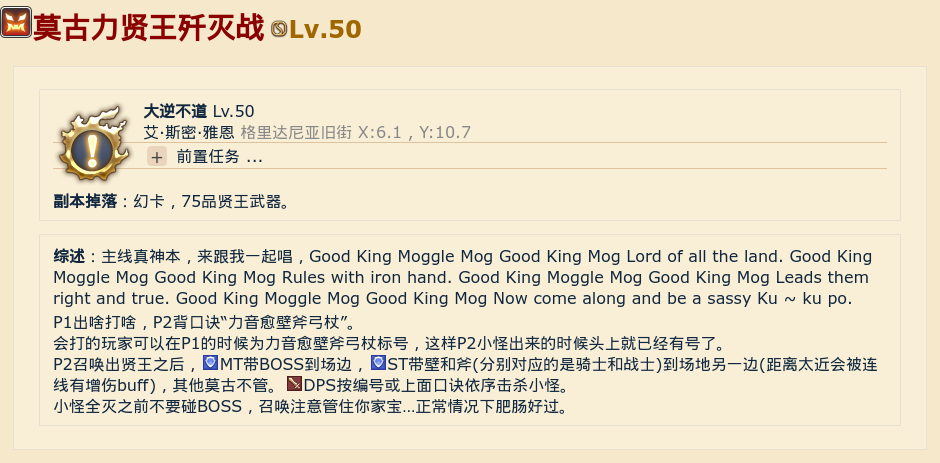 莫古力贤王歼灭战 Lv.50
大逆不道 Lv.50
艾·斯密·雅恩 格里达尼亚旧街 X:6.1，Y:10.7
+ 前置任务 ...
副本掉落：幻卡，75品贤王武器。
综述：主线真神本，来跟我一起唱，Good King Moggle Mog Good King Mog Lord of all the land. Good King
Moggle Mog Good King Mog Rules with iron hand. Good King Moggle Mog Good King Mog Leads them
right and true. Good King Moggle Mog Good King Mog Now come along and be a sassy Ku ~ ku po.
P1出啥打啥，P2背口诀“力音愈壁斧弓杖”。
会打的玩家可以在P1的时候为力音愈壁斧弓杖标号，这样P2小怪出来的时候头上就已经有号了。
P2召唤出贤王之后，MT带BOSS到场边，ST带壁和斧(分别对应的是骑士和战士)到场地另一边(距离太近会被连
线有增伤buff)，其他莫古不管。DPS按编号或上面口诀依序击杀小怪。
小怪全灭之前不要碰BOSS，召唤注意管住你家宝...正常情况下肥肠好过。